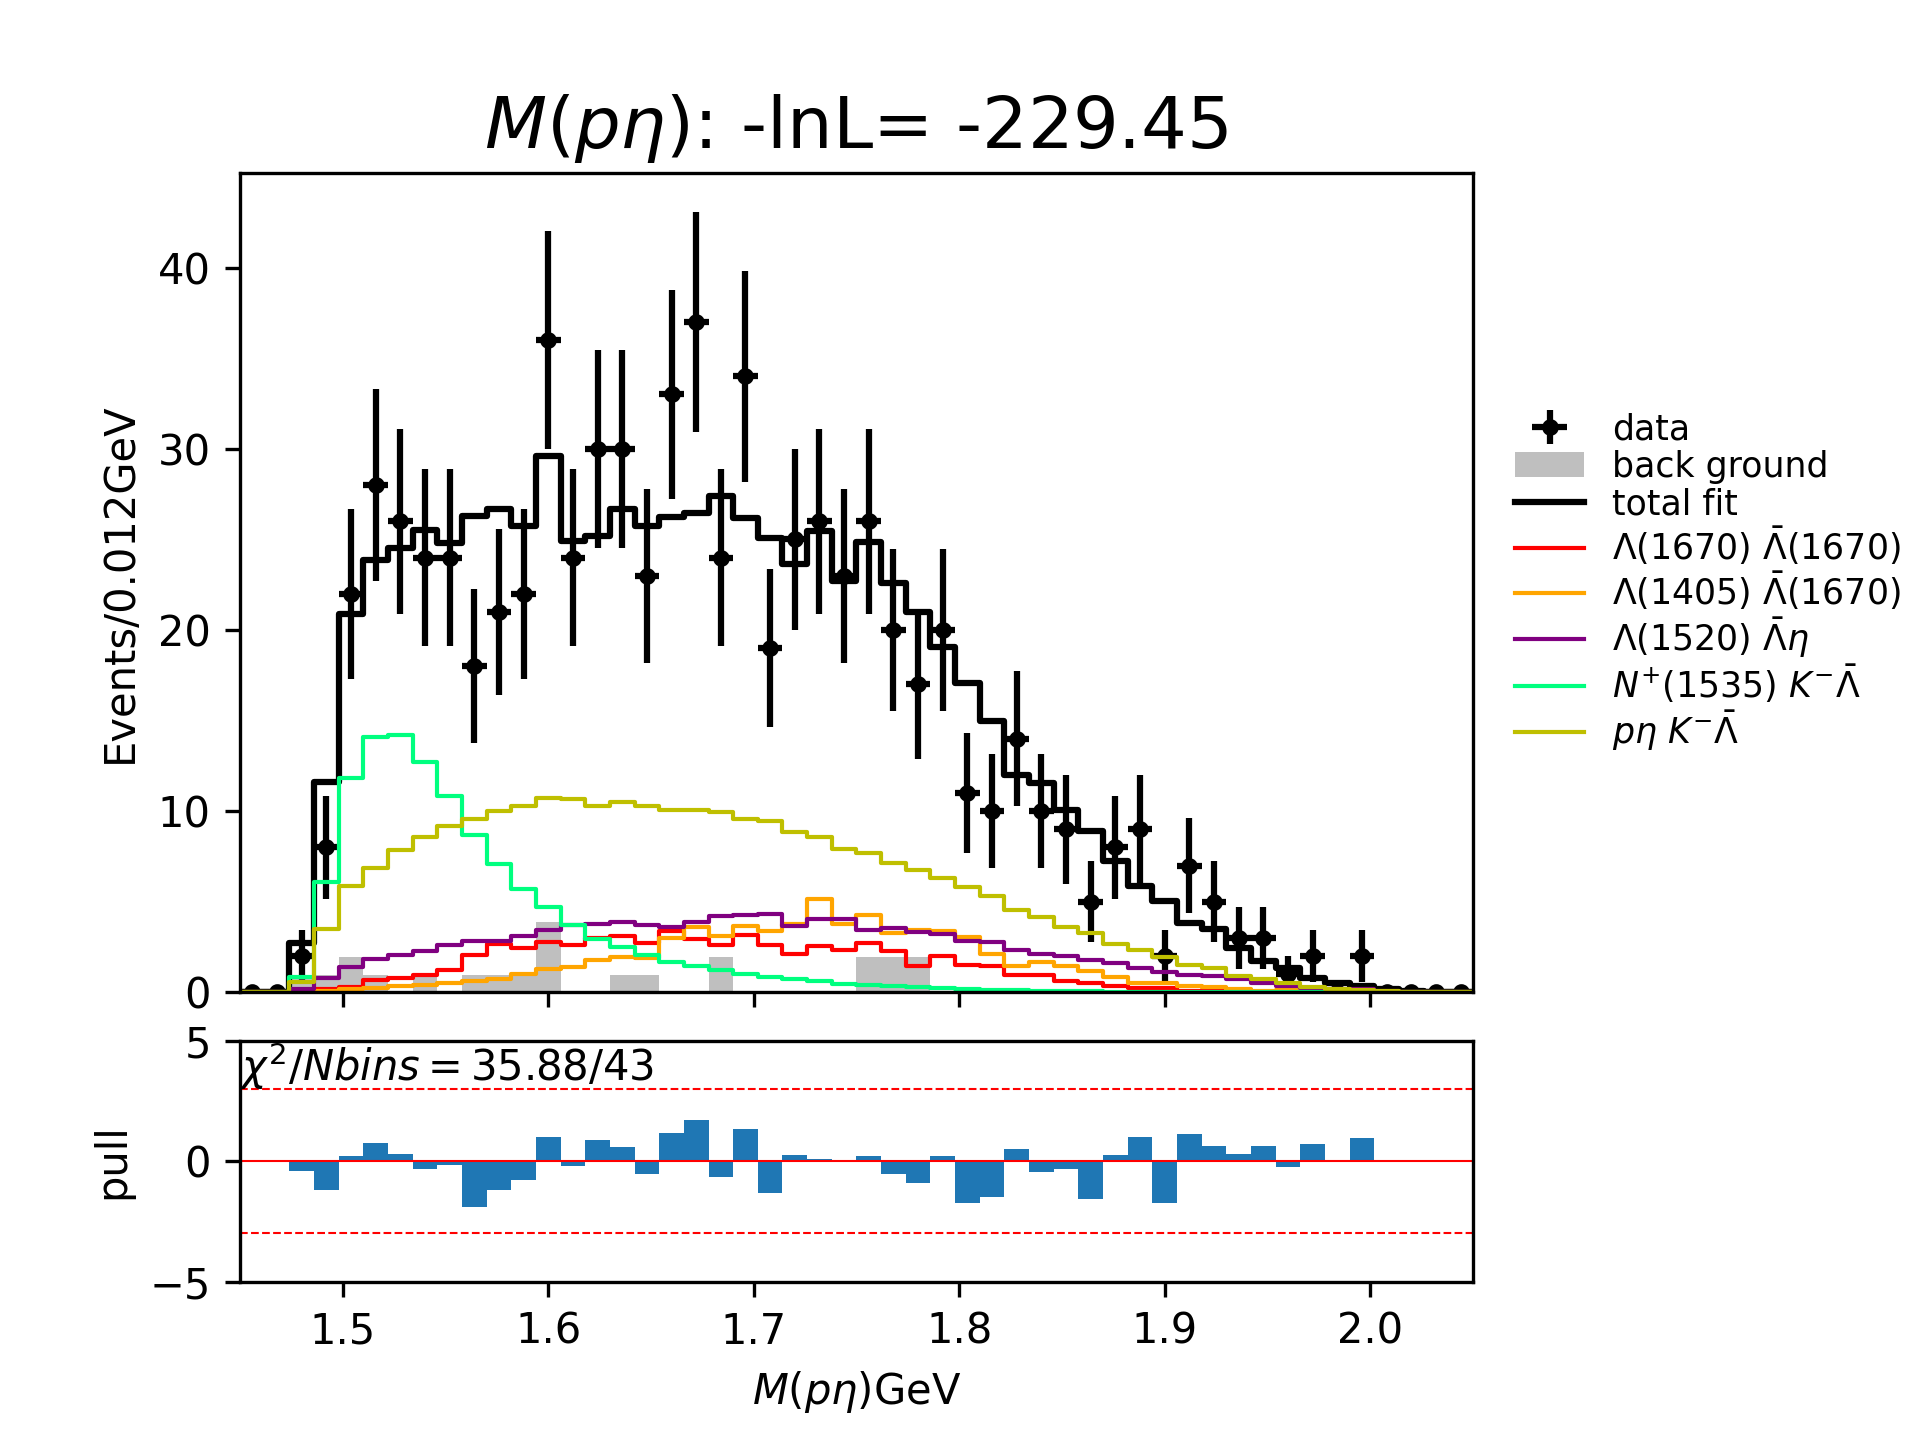 M(pη): -lnL= -229.45
Events/0.012GeV
40
30
20
10
0
data
back ground
total fit
Λ(1670) Λ̄(1670)
Λ(1405) Λ̄(1670)
Λ(1520) Λ̄η
N⁺(1535) K⁻Λ̄
pη K⁻Λ̄
pull
5
0
−5
χ²/Nbins = 35.88/43
1.5 1.6 1.7 1.8 1.9 2.0
M(pη)GeV